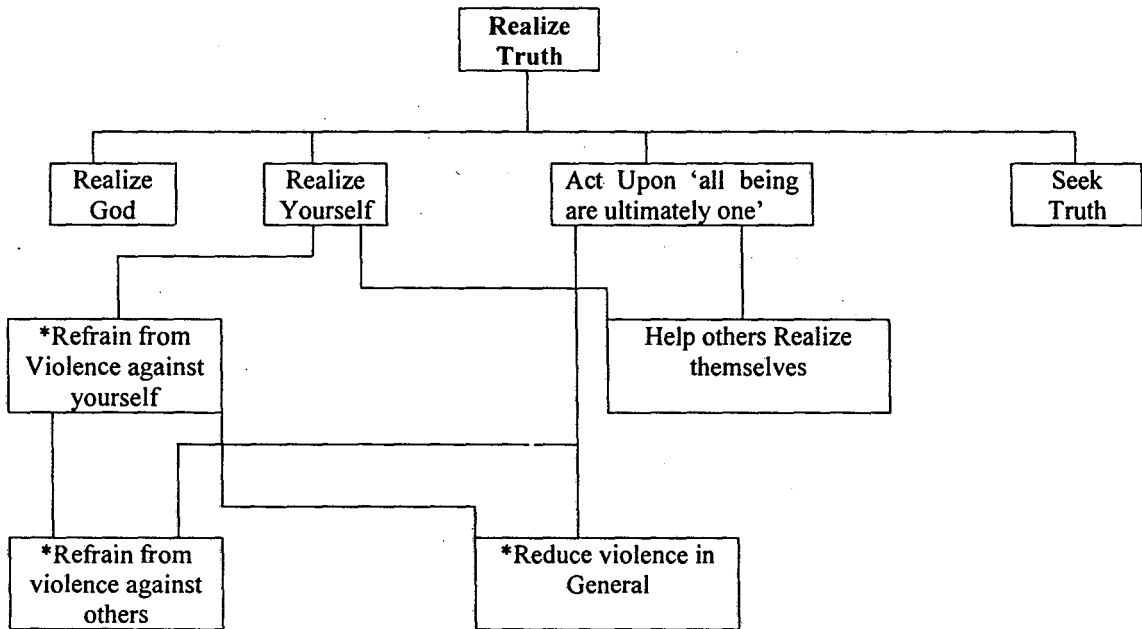 Realize
Truth
Realize
God
Realize
Yourself
Act Upon ‘all being
are ultimately one’
Seek
Truth
*Refrain from
Violence against
yourself
Help others Realize
themselves
*Refrain from
violence against
others
*Reduce violence in
General